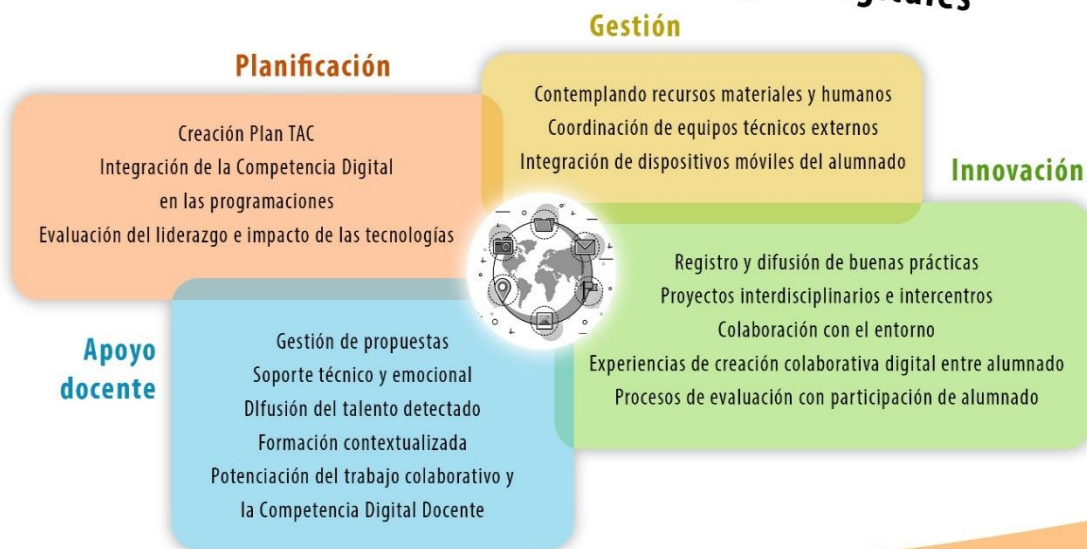 Gestión
Planificación
Contemplando recursos materiales y humanos
Coordinación de equipos técnicos externos
Integración de dispositivos móviles del alumnado
Creación Plan TAC
Integración de la Competencia Digital
en las programaciones
Evaluación del liderazgo e impacto de las tecnologías
Innovación
Registro y difusión de buenas prácticas
Proyectos interdisciplinarios e intercentros
Colaboración con el entorno
Experiencias de creación colaborativa digital entre alumnado
Procesos de evaluación con participación de alumnado
Apoyo
docente
Gestión de propuestas
Soporte técnico y emocional
DIfusión del talento detectado
Formación contextualizada
Potenciación del trabajo colaborativo y
la Competencia Digital Docente